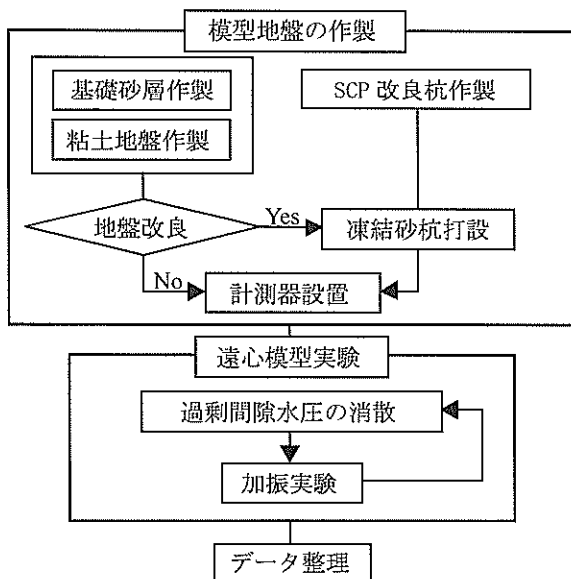 模型地盤の作製
基礎砂層作製
SCP 改良杭作製
粘土地盤作製
地盤改良
Yes
凍結砂杭打設
No
計測器設置
遠心模型実験
過剰間隙水圧の消散
加振実験
データ整理